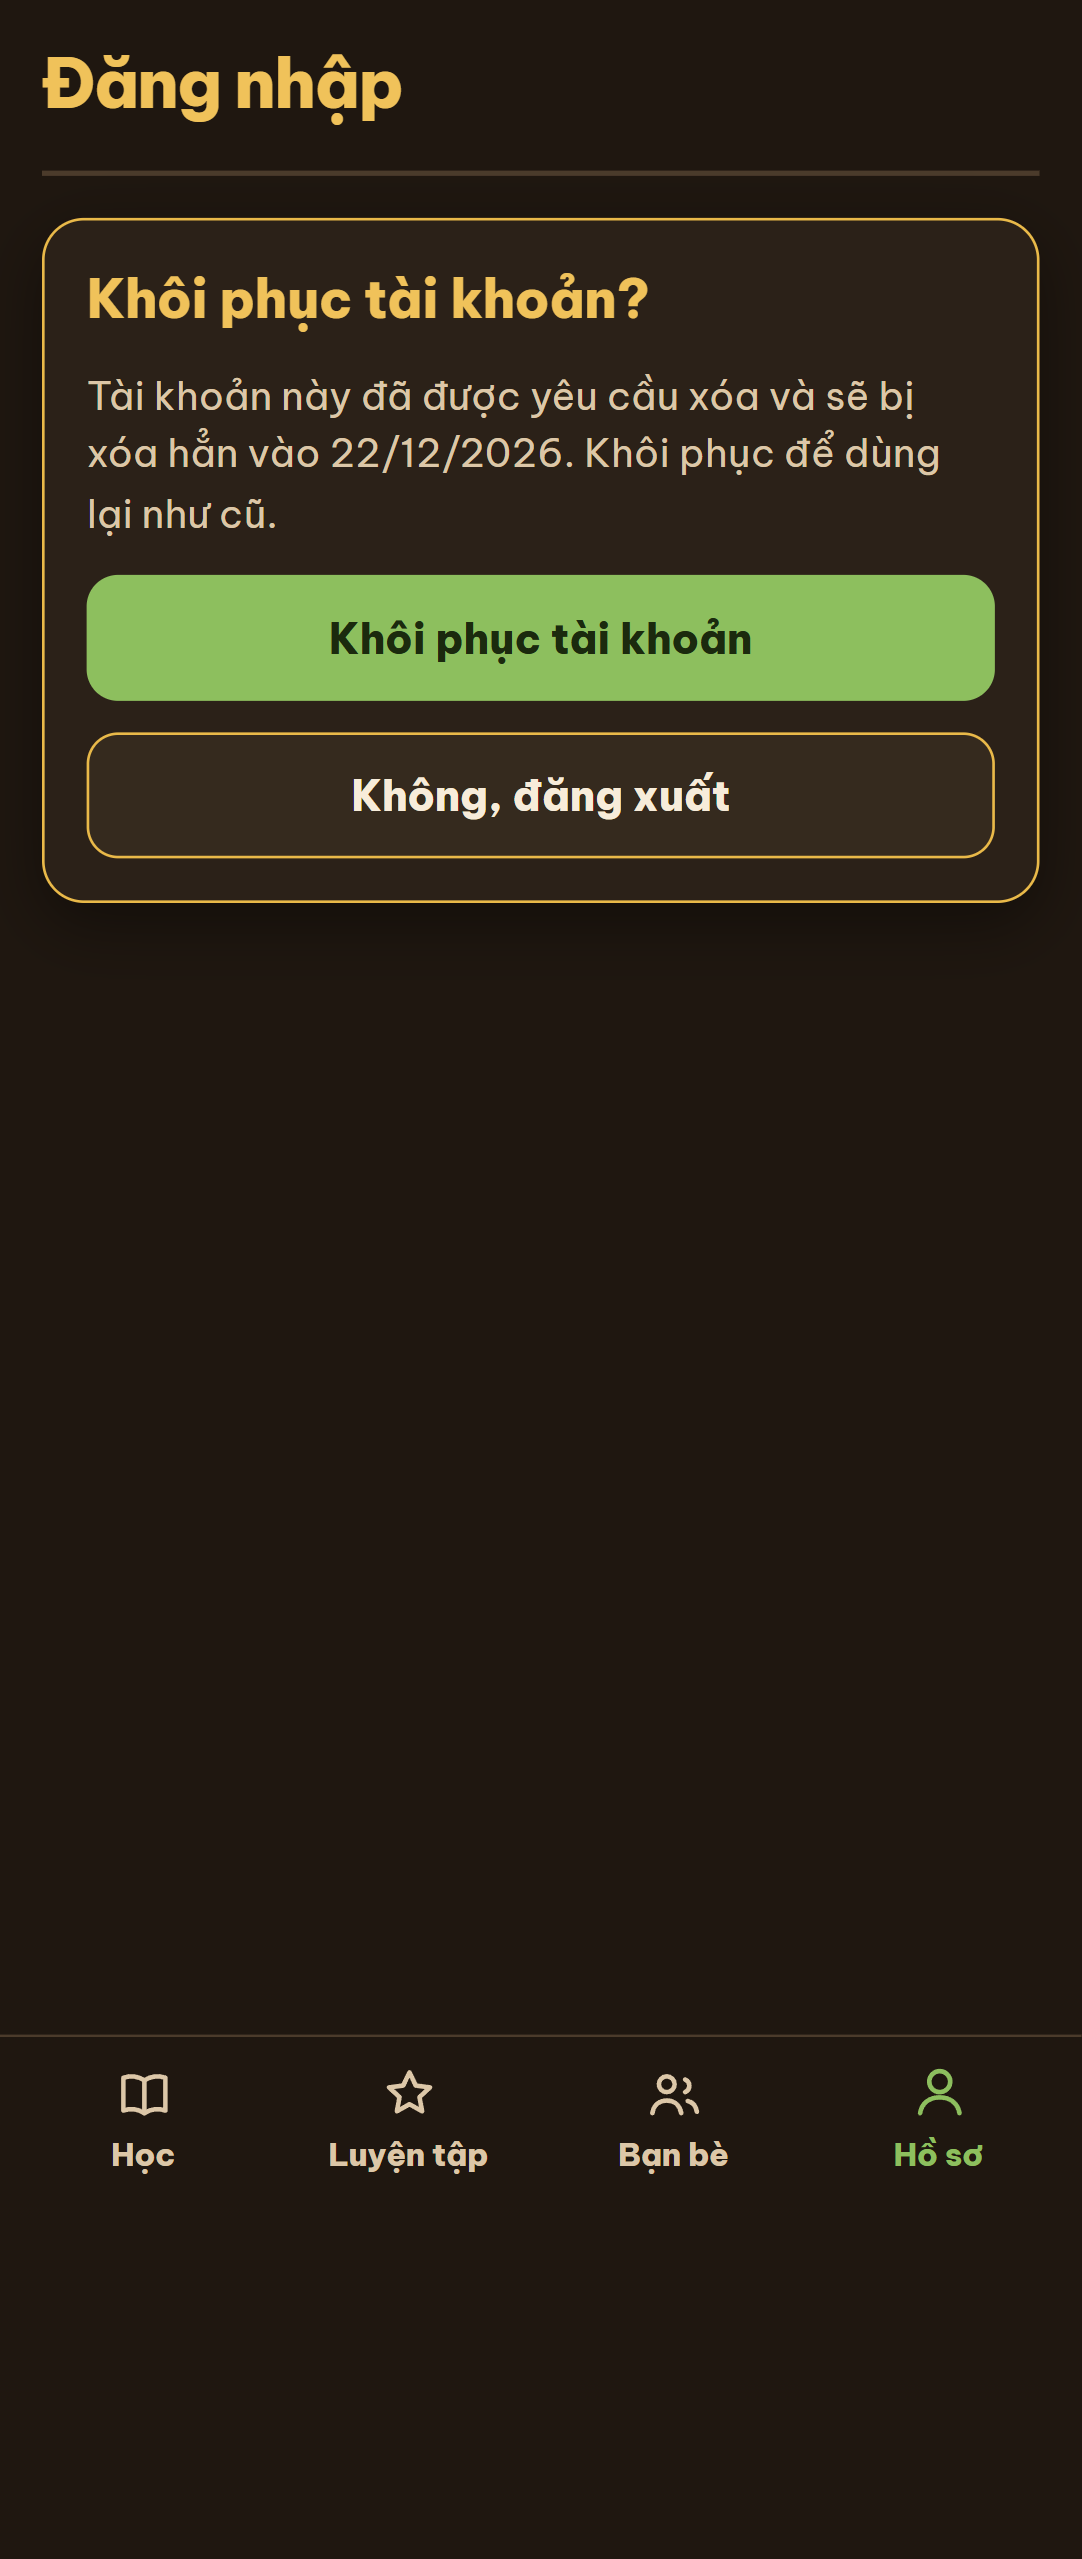 Đăng nhập
Khôi phục tài khoản?
Tài khoản này đã được yêu cầu xóa và sẽ bị
xóa hẳn vào 22/12/2026. Khôi phục để dùng
lại như cũ.
Khôi phục tài khoản
Không, đăng xuất
Học
Luyện tập
Bạn bè
Hồ sơ